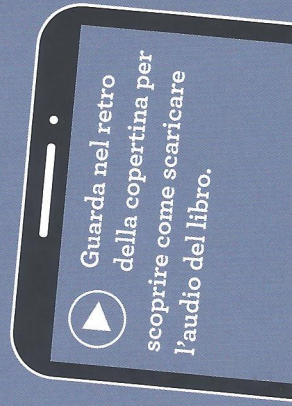 Guarda nel retro
della copertina per
scoprire come scaricare
l'audio del libro.